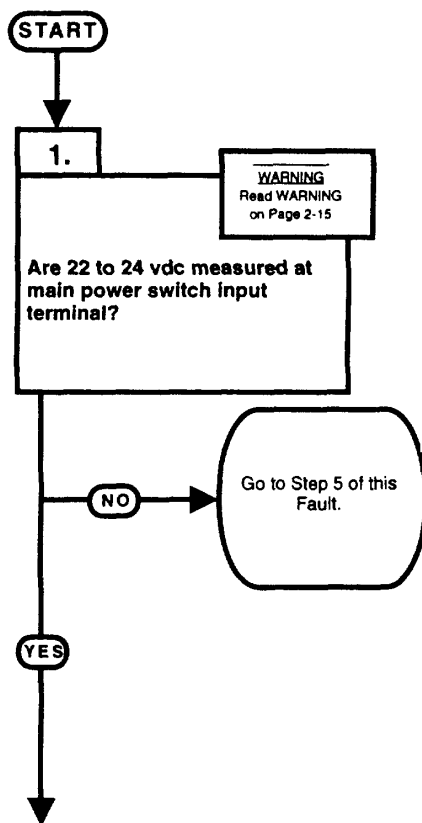 START
1.
WARNING
Read WARNING
on Page 2-15
Are 22 to 24 vdc measured at
main power switch input
terminal?
NO
Go to Step 5 of this
Fault.
YES